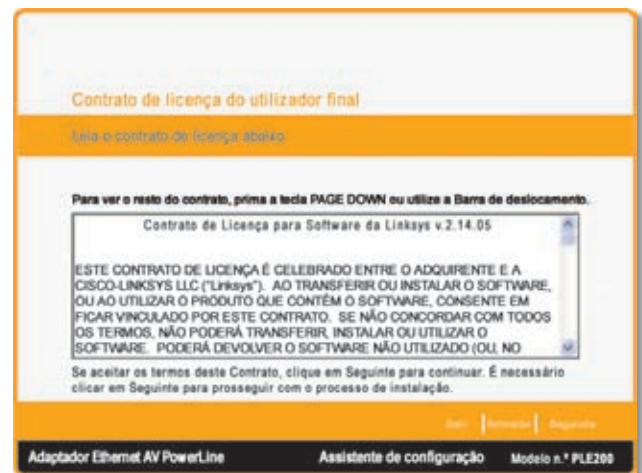 Contrato de licença do utilizador final
Leia o contrato de licença abaixo
Para ver o resto do contrato, prima a tecla PAGE DOWN ou utilize a Barra de deslocamento.
Contrato de Licença para Software da Linksys v.2.14.05
ESTE CONTRATO DE LICENÇA É CELEBRADO ENTRE O ADQUIRENTE E A
CISCO-LINKSYS LLC ("Linksys"). AO TRANSFERIR OU INSTALAR O SOFTWARE,
OU AO UTILIZAR O PRODUTO QUE CONTÉM O SOFTWARE, CONSENTE EM
FICAR VINCULADO POR ESTE CONTRATO. SE NÃO CONCORDAR COM TODOS
OS TERMOS, NÃO PODERÁ TRANSFERIR, INSTALAR OU UTILIZAR O
SOFTWARE. PODERÁ DEVOLVER O SOFTWARE NÃO UTILIZADO (OU, NO
Se aceitar os termos deste Contrato, clique em Seguinte para continuar. É necessário
clicar em Seguinte para prosseguir com o processo de instalação.
Sair Seguinte
Adaptador Ethernet AV PowerLine Assistente de configuração Modelo n.º PLE200